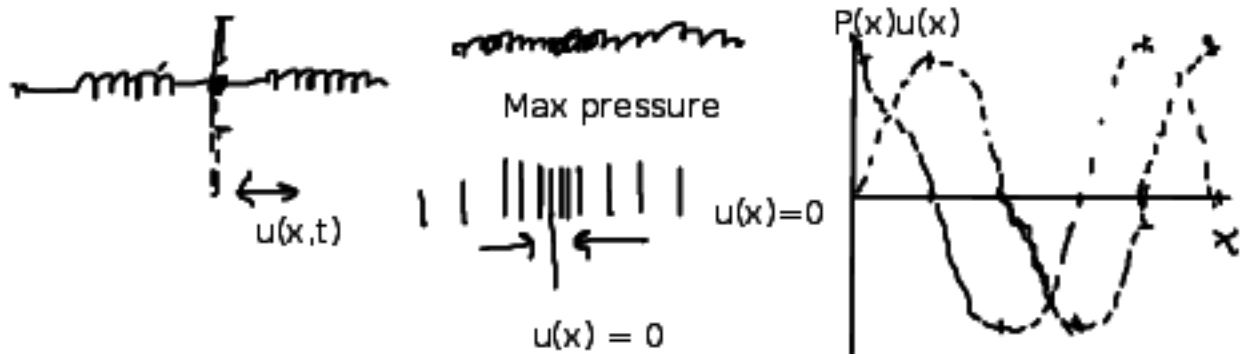 u(x,t)
Max pressure
u(x)=0
u(x) = 0
P(x)u(x)
x